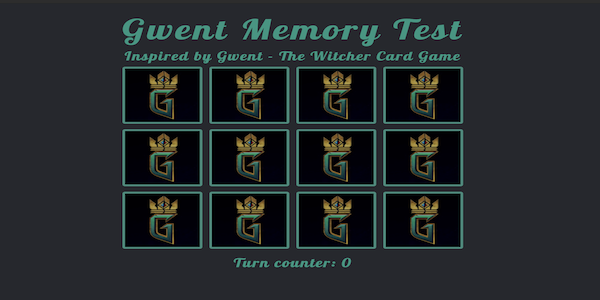 Gwent Memory Test
Inspired by Gwent - The Witcher Card Game
G G G G
G G G G
G G G G
Turn counter: 0